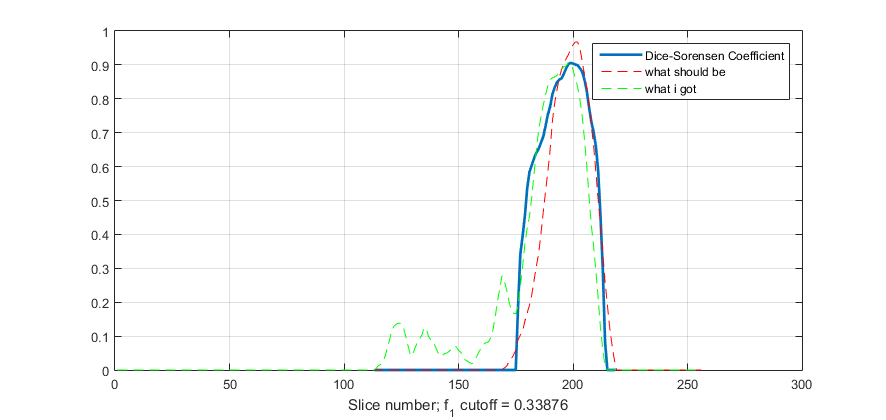 1
0.9
0.8
0.7
0.6
0.5
0.4
0.3
0.2
0.1
0
Dice-Sorensen Coefficient
what should be
what i got
0 50 100 150 200 250 300
Slice number; f1 cutoff = 0.33876